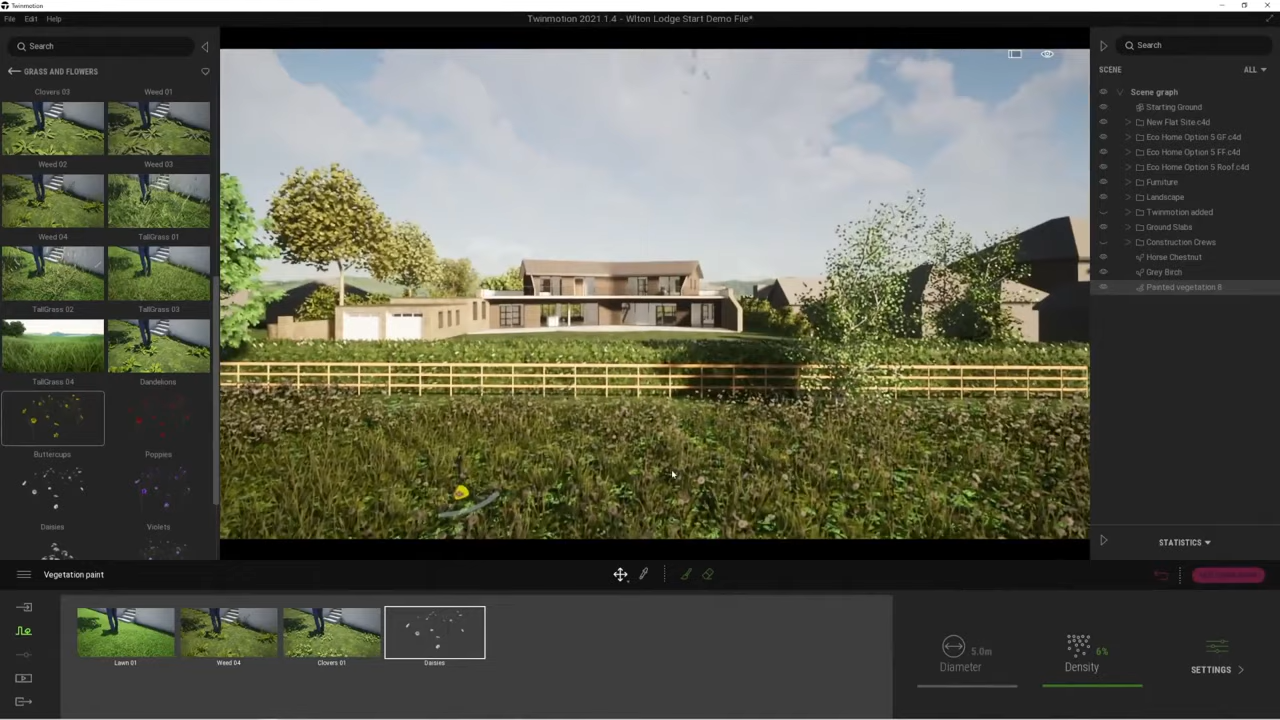 Twinmotion
File Edit Help
Twinmotion 2021.1.4 - Wlton Lodge Start Demo File*
Search
GRASS AND FLOWERS
Clovers 03 Weed 01
Weed 02 Weed 03
Weed 04 TallGrass 01
TallGrass 02 TallGrass 03
TallGrass 04 Dandelions
Buttercups Poppies
Daisies Violets
Search
SCENE ALL
Scene graph
Starting Ground
New Flat Site.c4d
Eco Home Option 5 GF.c4d
Eco Home Option 5 FF.c4d
Eco Home Option 5 Roof.c4d
Furniture
Landscape
Twinmotion added
Ground Slabs
Construction Crews
Horse Chestnut
Grey Birch
Painted vegetation 8
STATISTICS
Vegetation paint
Lawn 01 Weed 04 Clovers 01 Daisies
5.0m
Diameter
6%
Density
SETTINGS